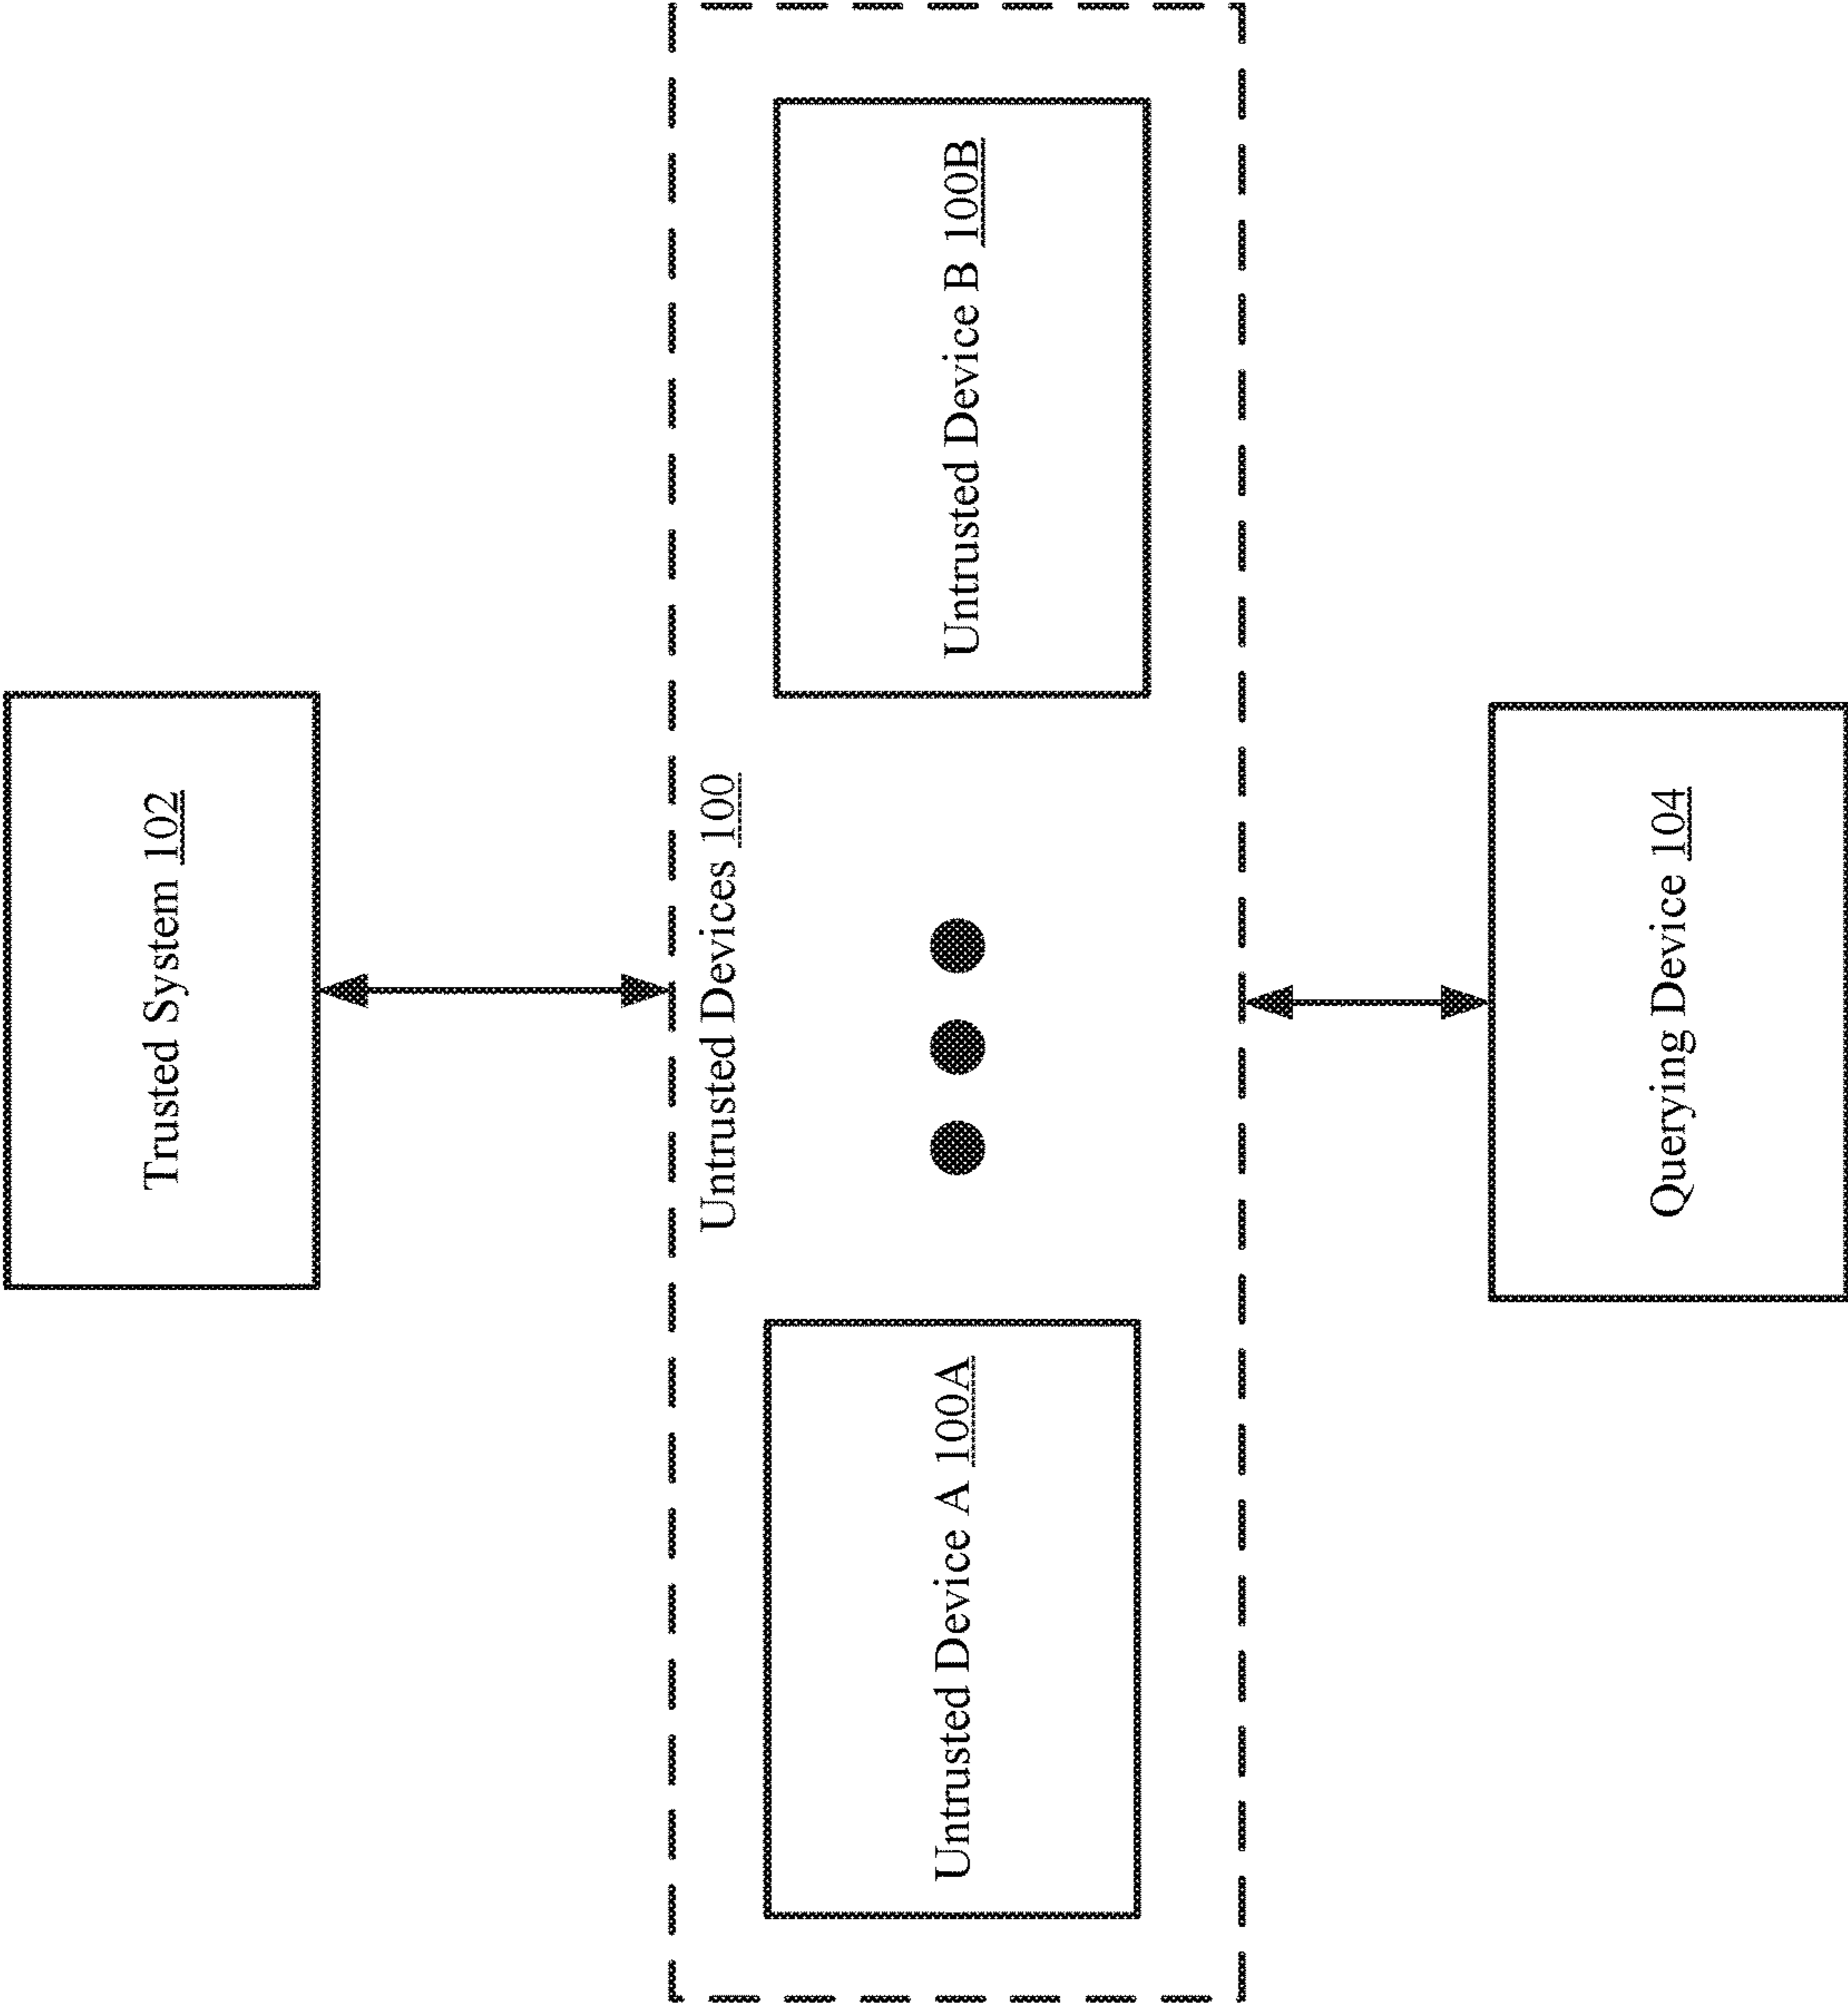 Trusted System 102
Untrusted Devices 100
Untrusted Device A 100A
Untrusted Device B 100B
Querying Device 104